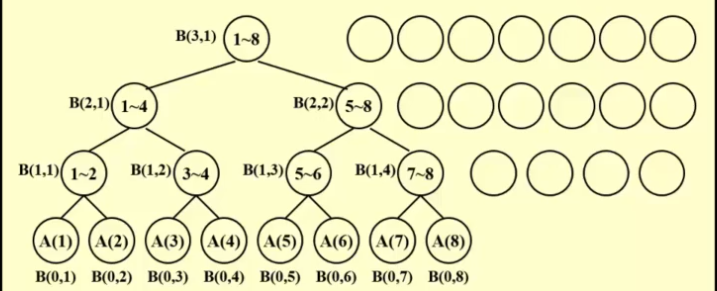 B(3,1) 1~8
B(2,1) 1~4 B(2,2) 5~8
B(1,1) 1~2 B(1,2) 3~4 B(1,3) 5~6 B(1,4) 7~8
A(1) A(2) A(3) A(4) A(5) A(6) A(7) A(8)
B(0,1) B(0,2) B(0,3) B(0,4) B(0,5) B(0,6) B(0,7) B(0,8)